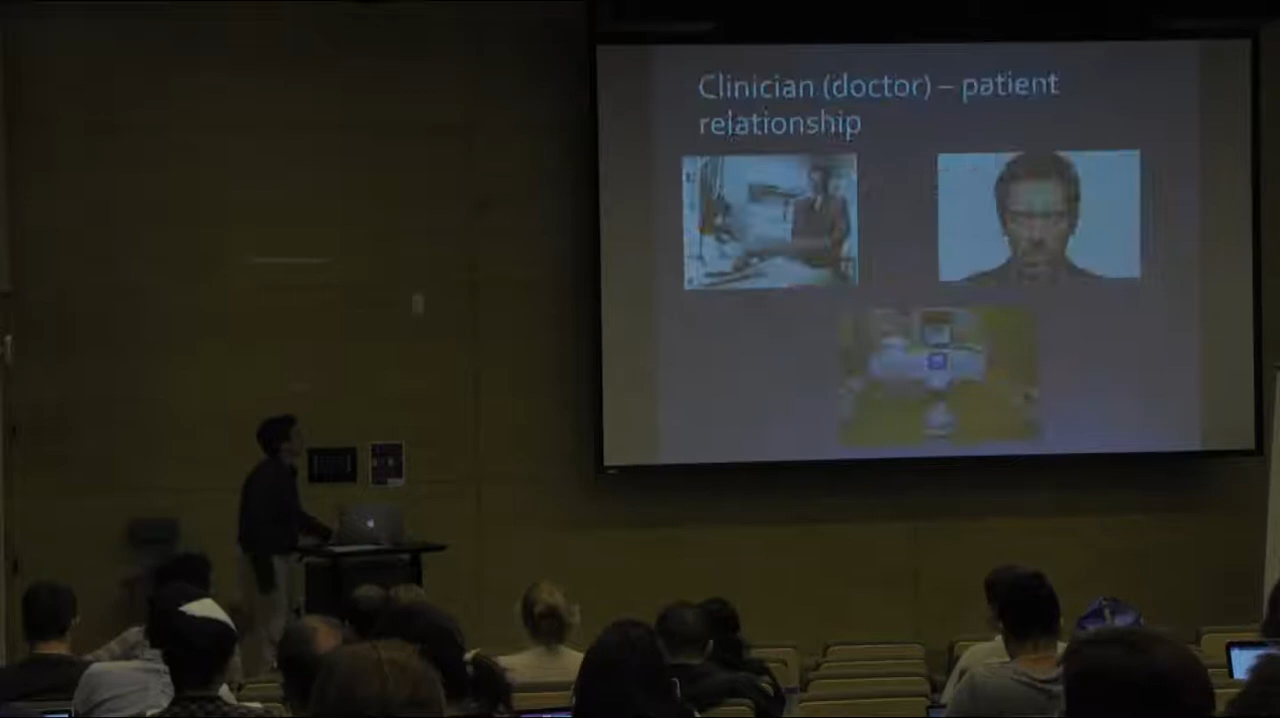 Clinician (doctor) – patient
relationship